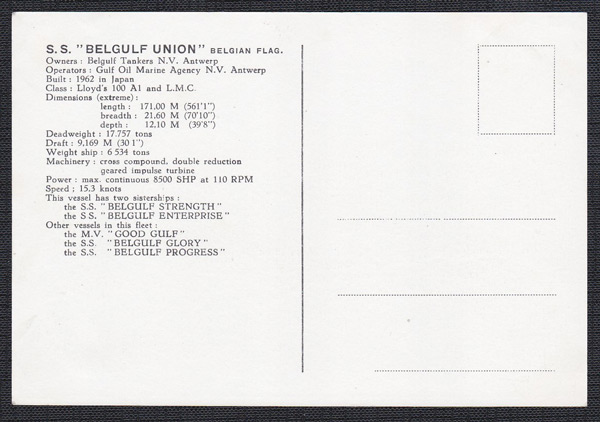 S.S. "BELGULF UNION" BELGIAN FLAG.
Owners : Belgulf Tankers N.V. Antwerp
Operators : Gulf Oil Marine Agency N.V. Antwerp
Built : 1962 in Japan
Class : Lloyd's 100 A1 and L.M.C.
Dimensions (extreme) :
length : 171.00 M (561'1")
breadth : 21.60 M (70'10")
depth : 12.10 M (39'8")
Deadweight : 17.757 tons
Draft : 9,169 M (30 1")
Weight ship : 6 534 tons
Machinery : cross compound, double reduction
geared impulse turbine
Power : max. continuous 8500 SHP at 110 RPM
Speed ; 15.3 knots
This vessel has two sisterships :
the S.S. "BELGULF STRENGTH"
the S S. "BELGULF ENTERPRISE"
Other vessels in this fleet :
the M.V. "GOOD GULF"
the S.S. "BELGULF GLORY"
the S.S. "BELGULF PROGRESS"